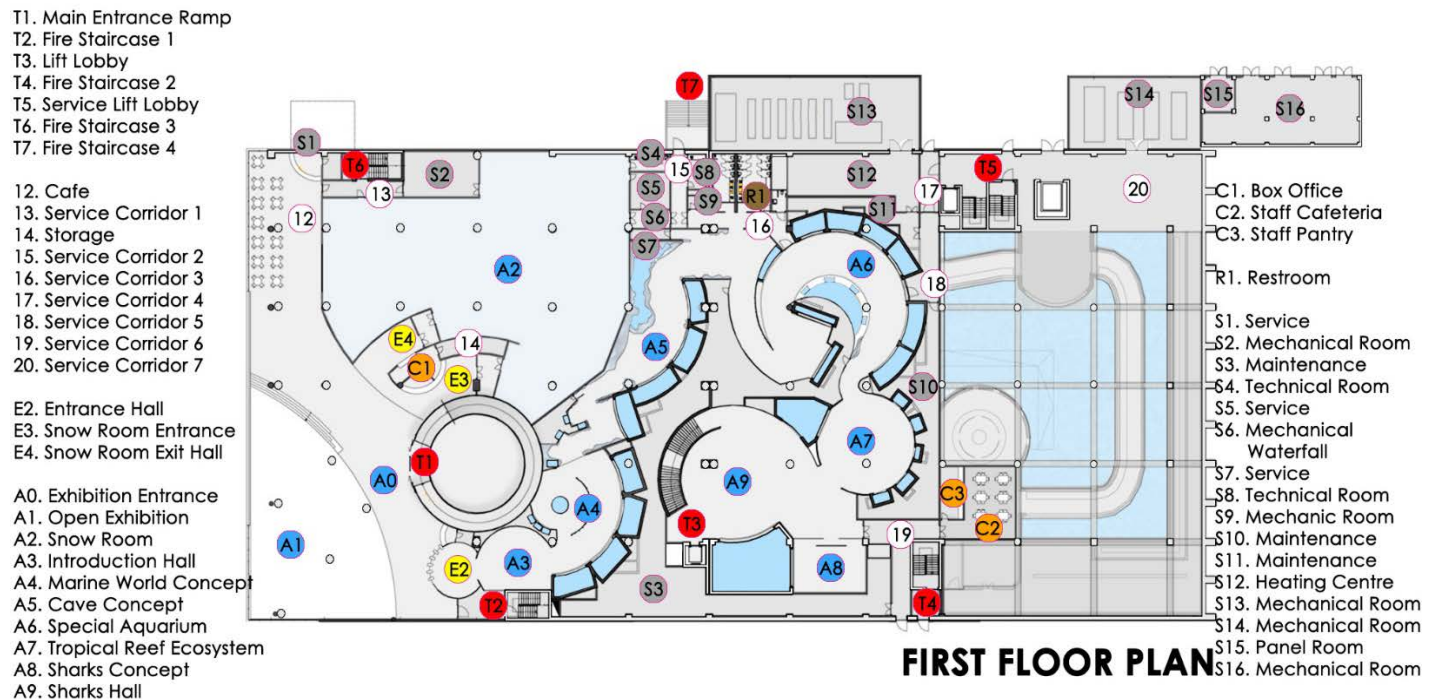 T1. Main Entrance Ramp
T2. Fire Staircase 1
T3. Lift Lobby
T4. Fire Staircase 2
T5. Service Lift Lobby
T6. Fire Staircase 3
T7. Fire Staircase 4
12. Cafe
13. Service Corridor 1
14. Storage
15. Service Corridor 2
16. Service Corridor 3
17. Service Corridor 4
18. Service Corridor 5
19. Service Corridor 6
20. Service Corridor 7
E2. Entrance Hall
E3. Snow Room Entrance
E4. Snow Room Exit Hall
A0. Exhibition Entrance
A1. Open Exhibition
A2. Snow Room
A3. Introduction Hall
A4. Marine World Concept
A5. Cave Concept
A6. Special Aquarium
A7. Tropical Reef Ecosystem
A8. Sharks Concept
A9. Sharks Hall
T7
S13
S14
S15
S16
S1
T6
S2
S4
15
S8
S12
T5
13
S5
S9
R1
17
20
12
S6
S11
S7
16
A2
A6
18
E4
14
A5
C1
E3
S10
A7
T1
A0
A9
C3
A4
T3
C2
A1
19
E2
A3
A8
S3
T2
T4
FIRST FLOOR PLAN
C1. Box Office
C2. Staff Cafeteria
C3. Staff Pantry
R1. Restroom
S1. Service
S2. Mechanical Room
S3. Maintenance
S4. Technical Room
S5. Service
S6. Mechanical
Waterfall
S7. Service
S8. Technical Room
S9. Mechanic Room
S10. Maintenance
S11. Maintenance
S12. Heating Centre
S13. Mechanical Room
S14. Mechanical Room
S15. Panel Room
S16. Mechanical Room